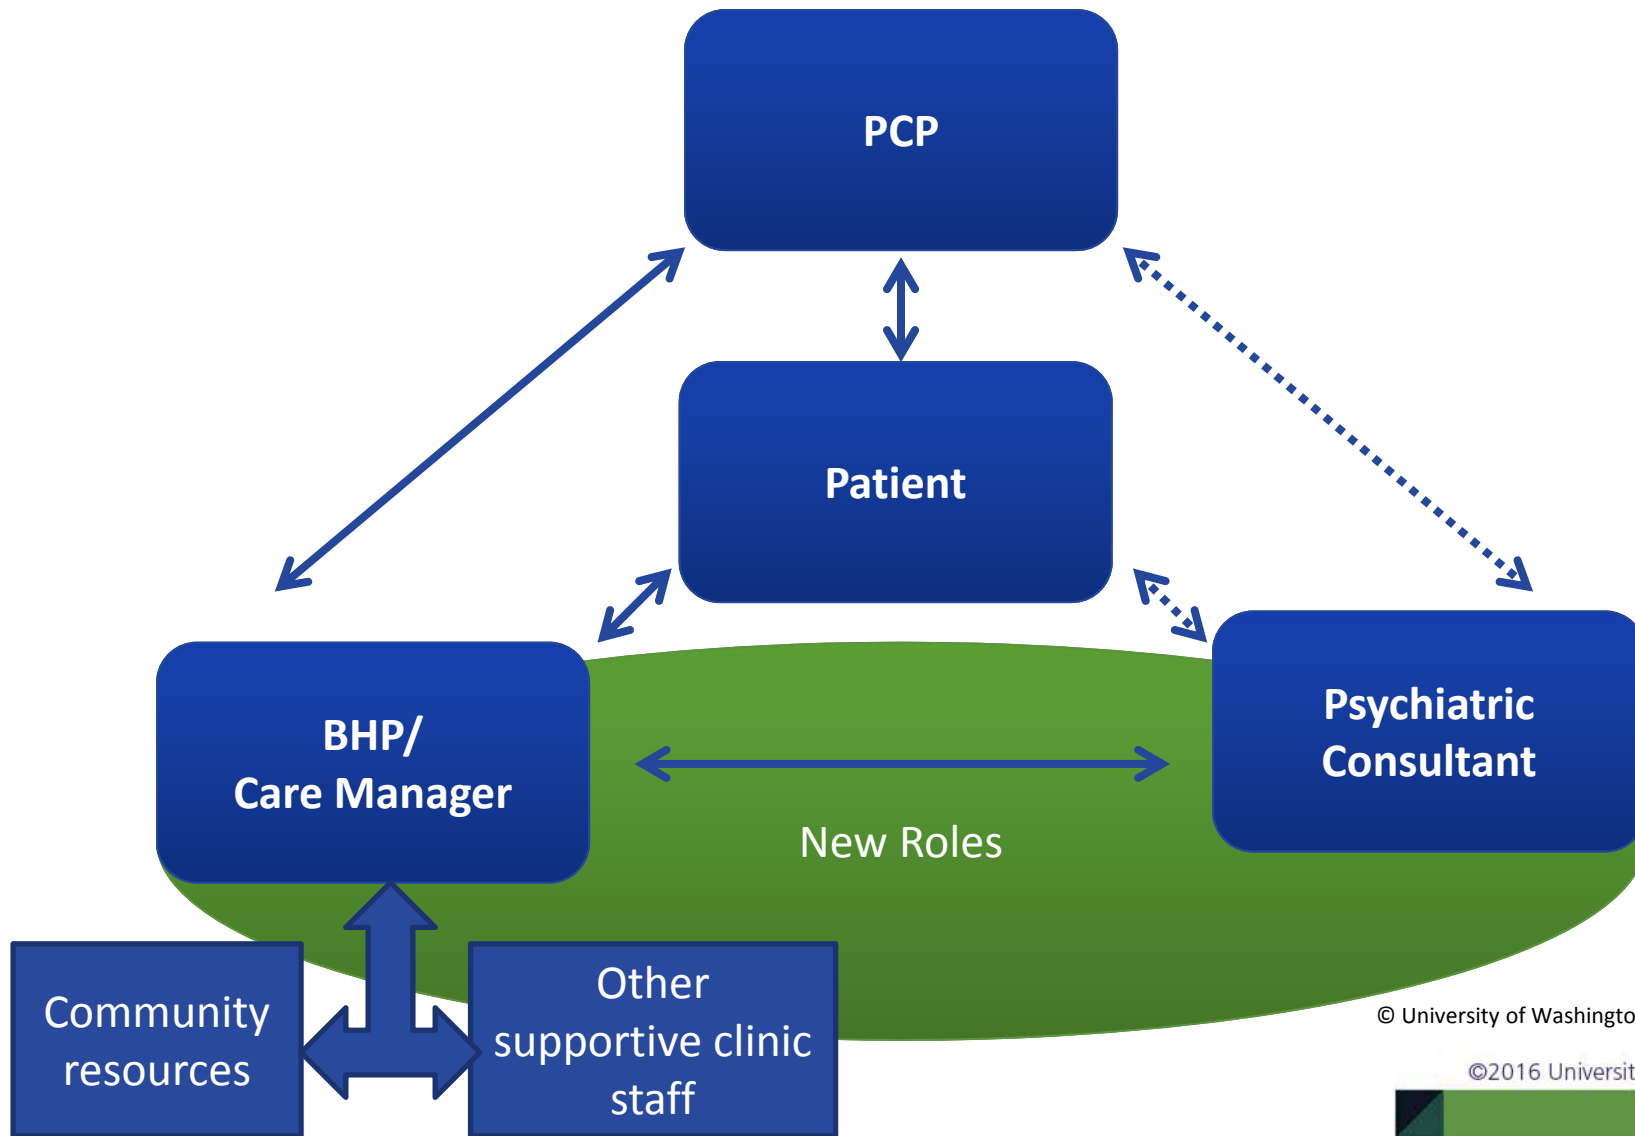 PCP
Patient
BHP/
Care Manager
Psychiatric
Consultant
New Roles
Community
resources
Other
supportive clinic
staff
© University of Washingto
©2016 Universit